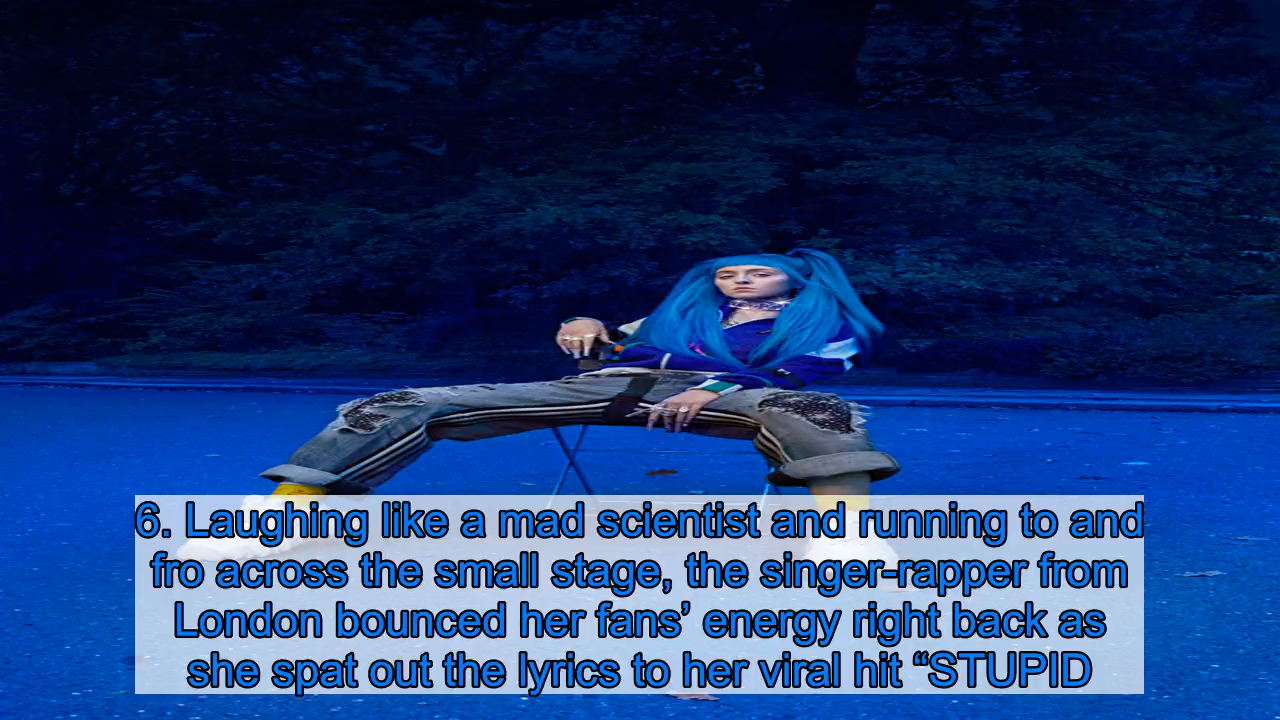 6. Laughing like a mad scientist and running to and
fro across the small stage, the singer-rapper from
London bounced her fans’ energy right back as
she spat out the lyrics to her viral hit “STUPID